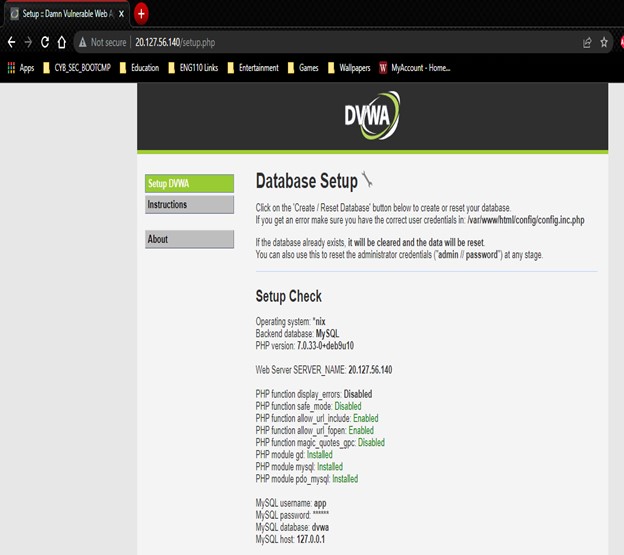 Setup :: Damn Vulnerable Web A
Not secure | 20.127.56.140/setup.php
Apps CYB_SEC_BOOTCMP Education ENG110 Links Entertainment Games Wallpapers MyAccount - Home...
DVWA
Setup DVWA
Instructions
About
Database Setup
Click on the 'Create / Reset Database' button below to create or reset your database.
If you get an error make sure you have the correct user credentials in: /var/www/html/config/config.inc.php
If the database already exists, it will be cleared and the data will be reset.
You can also use this to reset the administrator credentials ("admin // password") at any stage.
Setup Check
Operating system: *nix
Backend database: MySQL
PHP version: 7.0.33-0+deb9u10
Web Server SERVER_NAME: 20.127.56.140
PHP function display_errors: Disabled
PHP function safe_mode: Disabled
PHP function allow_url_include: Enabled
PHP function allow_url_fopen: Enabled
PHP function magic_quotes_gpc: Disabled
PHP module gd: Installed
PHP module mysql: Installed
PHP module pdo_mysql: Installed
MySQL username: app
MySQL password: ******
MySQL database: dvwa
MySQL host: 127.0.0.1